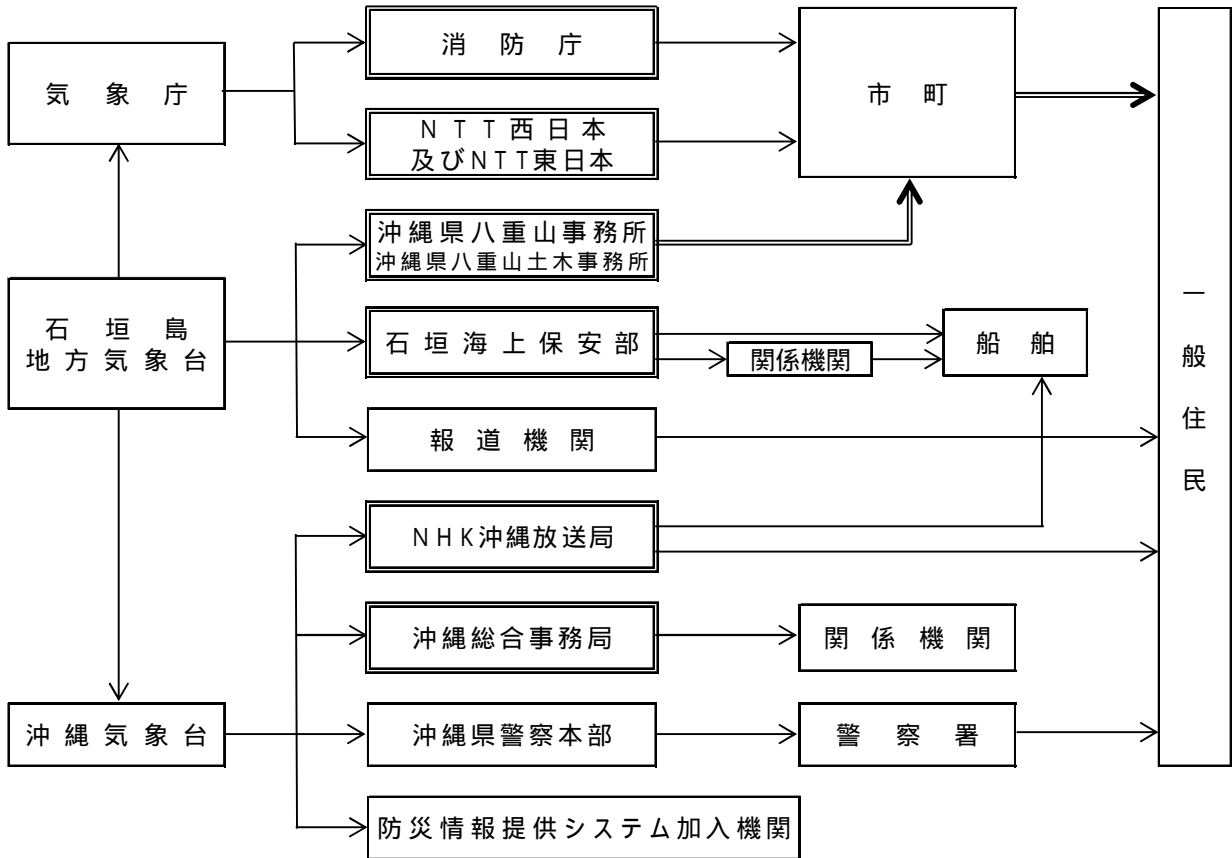 消防庁
気象庁
市町
NTT西日本
及びNTT東日本
沖縄県八重山事務所
沖縄県八重山土木事務所
石垣島
地方気象台
石垣海上保安部
関係機関
船舶
一般住民
報道機関
NHK沖縄放送局
沖縄総合事務局
関係機関
沖縄気象台
沖縄県警察本部
警察署
防災情報提供システム加入機関